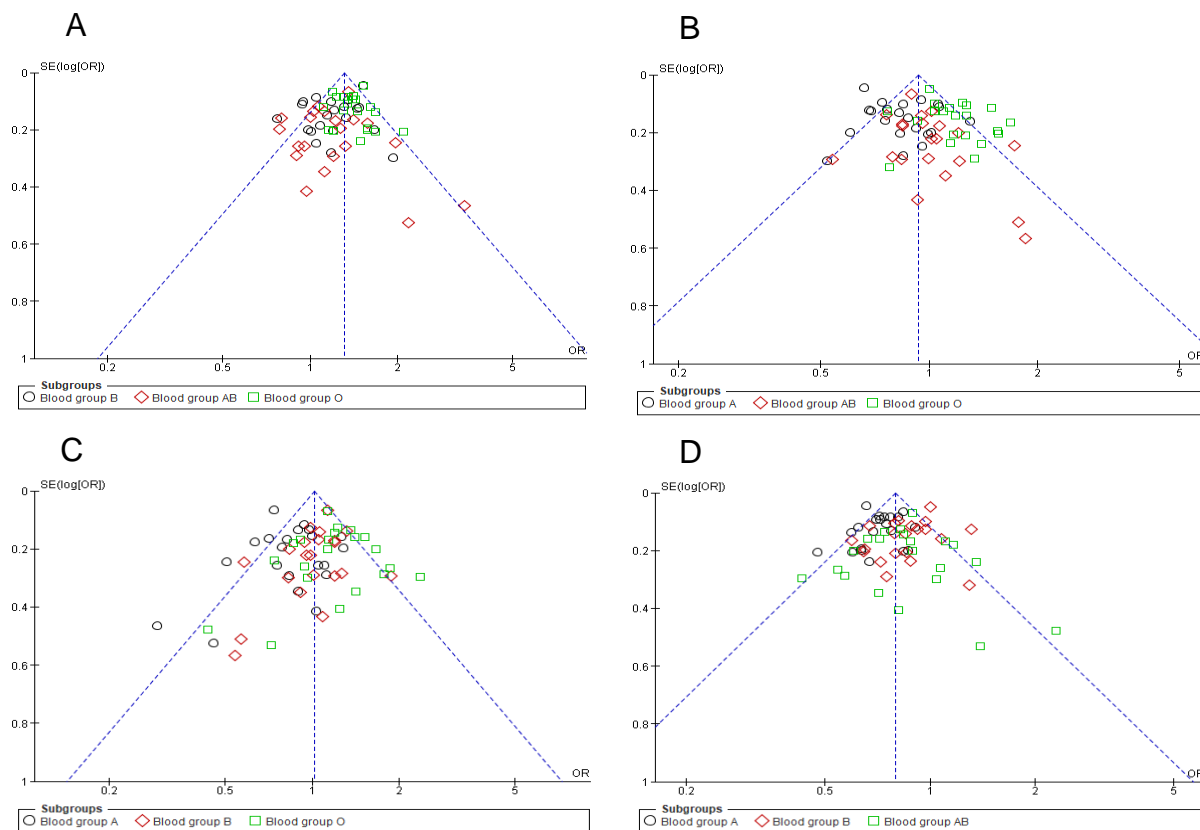 A
SE(log[OR])
0
0.2
0.4
0.6
0.8
1
0.2 0.5 1 2 5
OR
Subgroups
Blood group B Blood group AB Blood group O
B
SE(log[OR])
0
0.2
0.4
0.6
0.8
1
0.2 0.5 1 2 5
OR
Subgroups
Blood group A Blood group AB Blood group O
C
SE(log[OR])
0
0.2
0.4
0.6
0.8
1
0.2 0.5 1 2 5
OR
Subgroups
Blood group A Blood group B Blood group O
D
SE(log[OR])
0
0.2
0.4
0.6
0.8
1
0.2 0.5 1 2 5
OR
Subgroups
Blood group A Blood group B Blood group AB